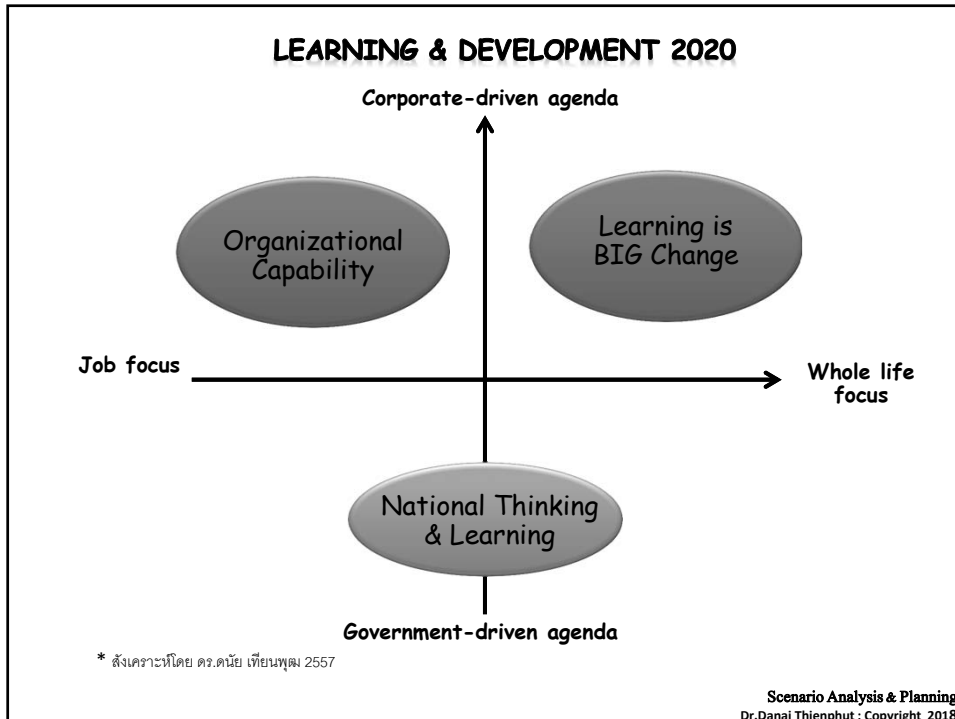 LEARNING & DEVELOPMENT 2020
Corporate-driven agenda
Organizational
Capability
Learning is
BIG Change
Job focus
Whole life
focus
National Thinking
& Learning
Government-driven agenda
* สังเคราะห์โดย ดร.ดนัย เทียนพุฒ 2557
Scenario Analysis & Planning
Dr.Danai Thienphut : Copyright 2018